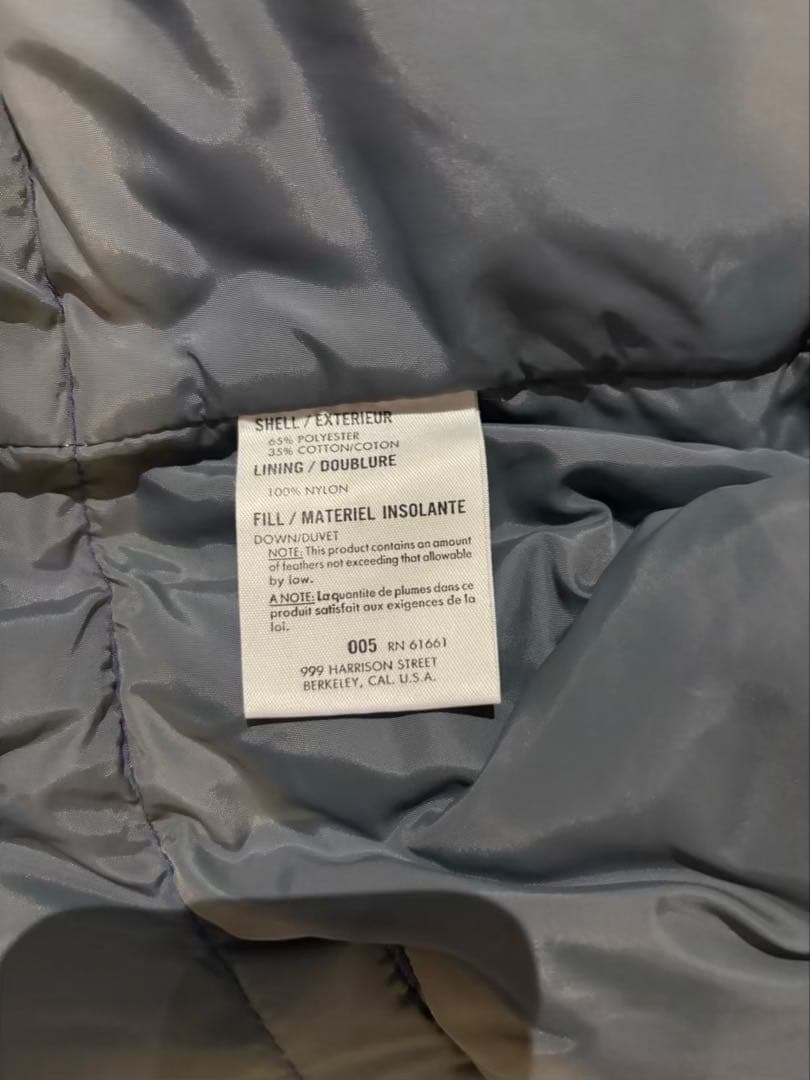 SHELL / EXTERIEUR
65% POLYESTER
35% COTTON/COTON
LINING / DOUBLURE
100% NYLON
FILL / MATERIEL INSOLANTE
DOWN/DUVET
NOTE: This product contains an amount
of feathers not exceeding that allowable
by law.
A NOTE: La quantite de plumes dans ce
produit satisfait aux exigences de la
loi.
005 RN 61661
999 HARRISON STREET
BERKELEY, CAL. U.S.A.